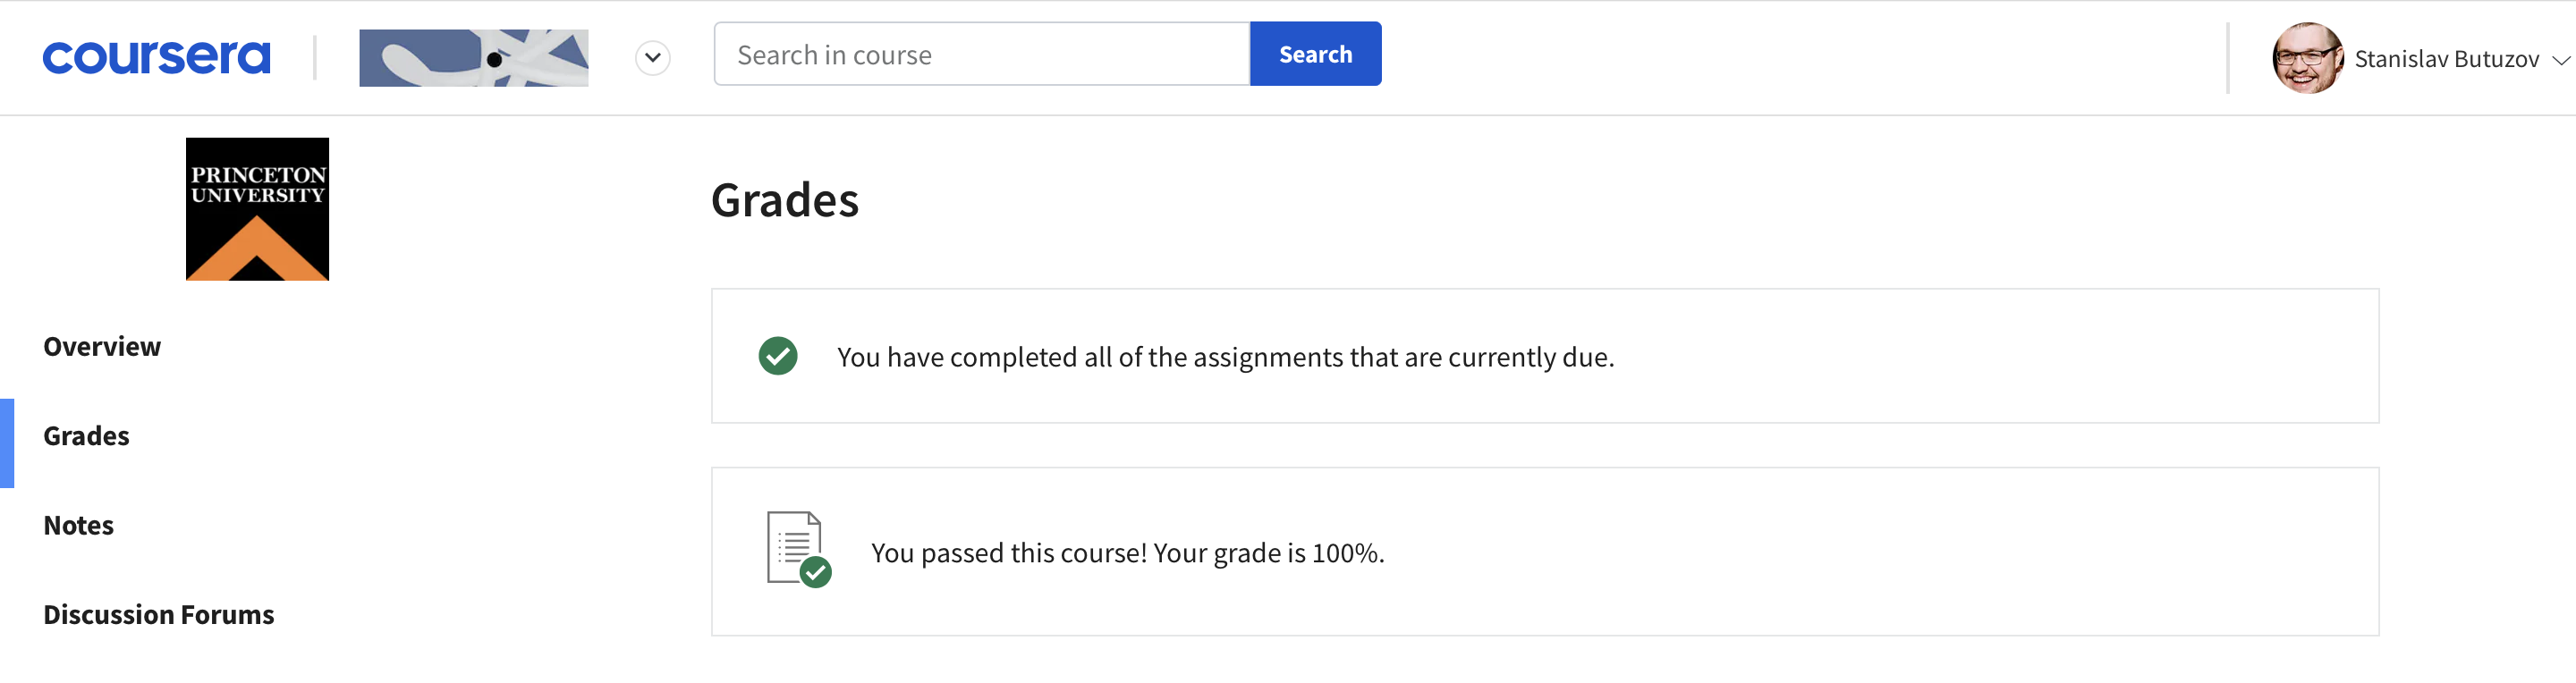 coursera
Search in course
Search
Stanislav Butuzov
PRINCETON
UNIVERSITY
Overview
Grades
Notes
Discussion Forums
Grades
You have completed all of the assignments that are currently due.
You passed this course! Your grade is 100%.